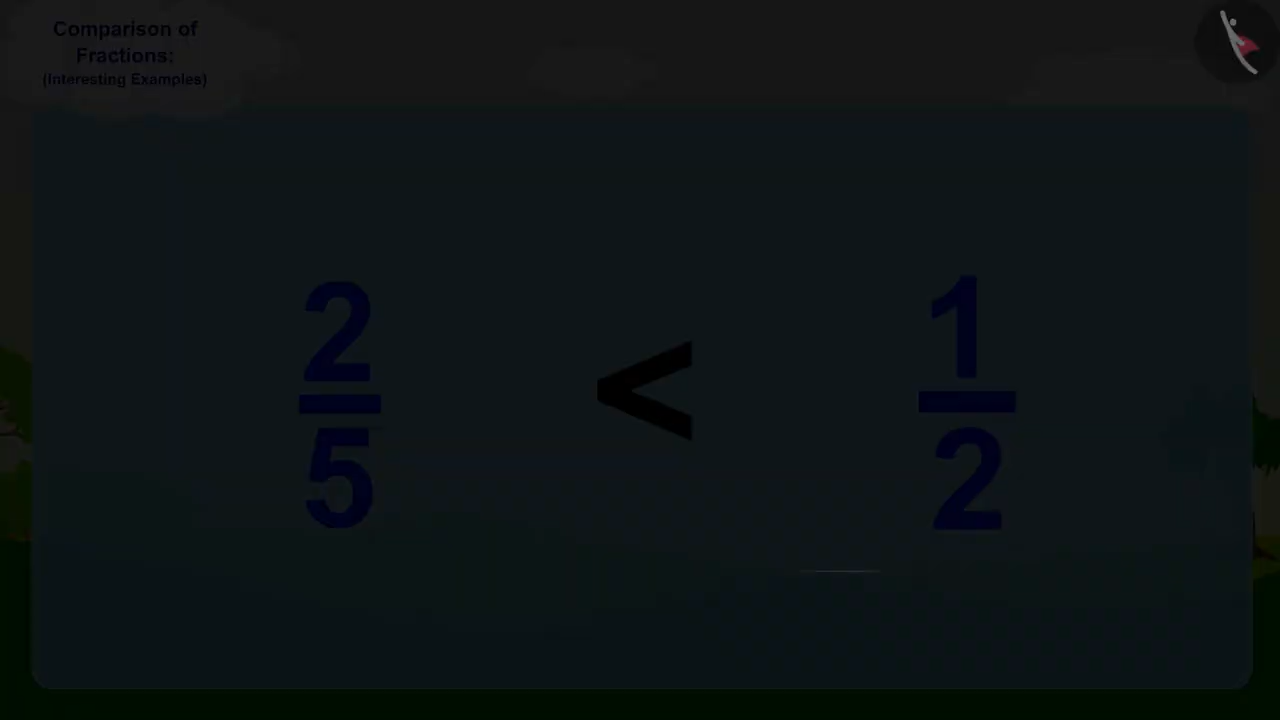 Comparison of
Fractions:
(Interesting Examples)
2/5 < 1/2